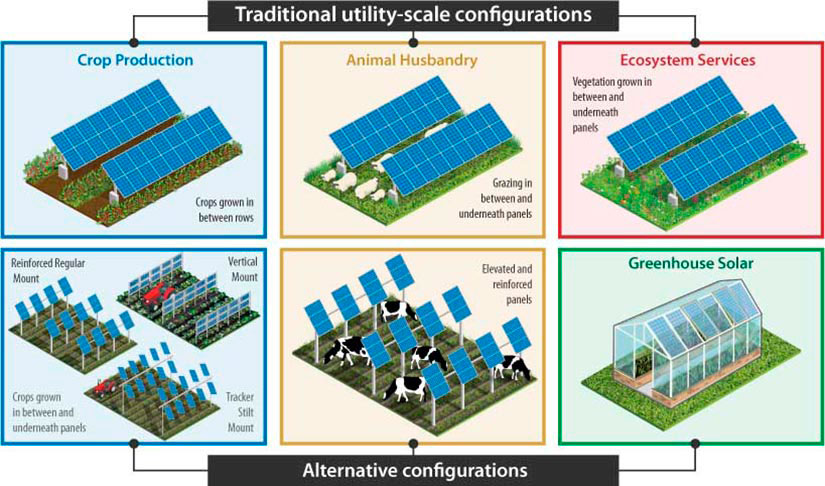 Traditional utility-scale configurations
Crop Production
Crops grown in
between rows
Animal Husbandry
Grazing in
between and
underneath panels
Ecosystem Services
Vegetation grown in
between and
underneath
panels
Reinforced Regular
Mount
Vertical
Mount
Crops grown
in between and
underneath panels
Tracker
Stilt
Mount
Elevated and
reinforced
panels
Greenhouse Solar
Alternative configurations